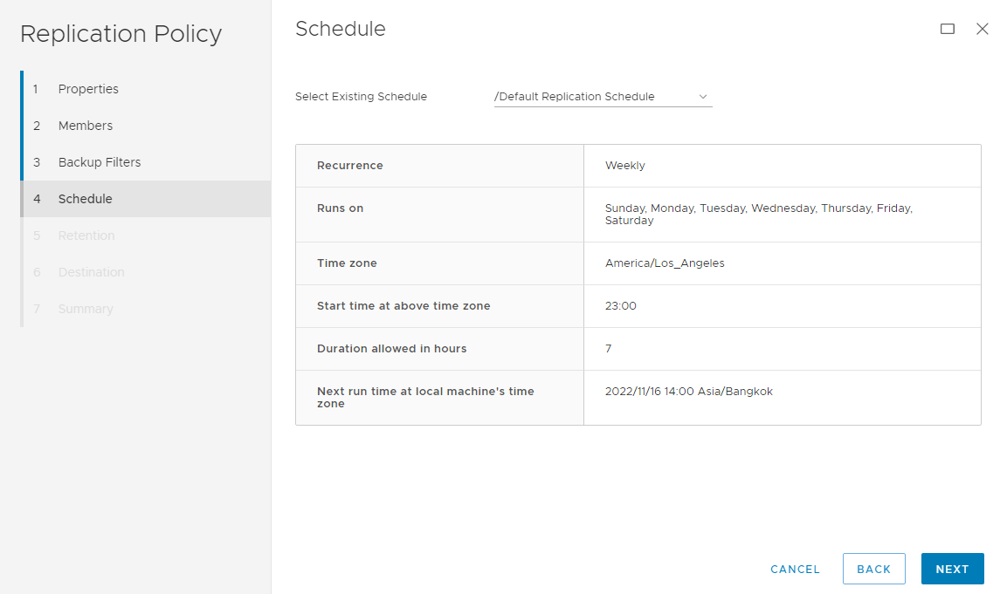 Replication Policy
1 Properties
2 Members
3 Backup Filters
4 Schedule
5 Retention
6 Destination
7 Summary
Schedule
Select Existing Schedule /Default Replication Schedule
Recurrence Weekly
Runs on Sunday, Monday, Tuesday, Wednesday, Thursday, Friday,
Saturday
Time zone America/Los_Angeles
Start time at above time zone 23:00
Duration allowed in hours 7
Next run time at local machine's time 2022/11/16 14:00 Asia/Bangkok
zone
CANCEL BACK NEXT